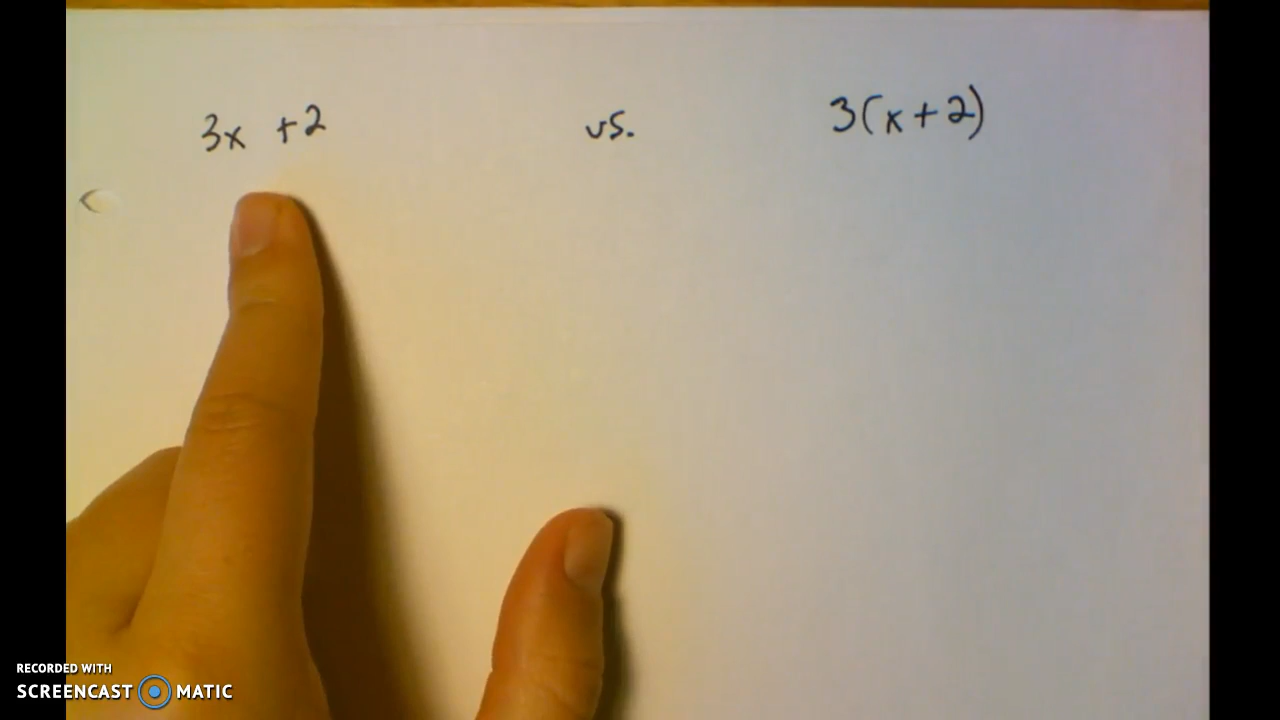 3x +2 vs. 3(x+2)
RECORDED WITH
SCREENCAST MATIC